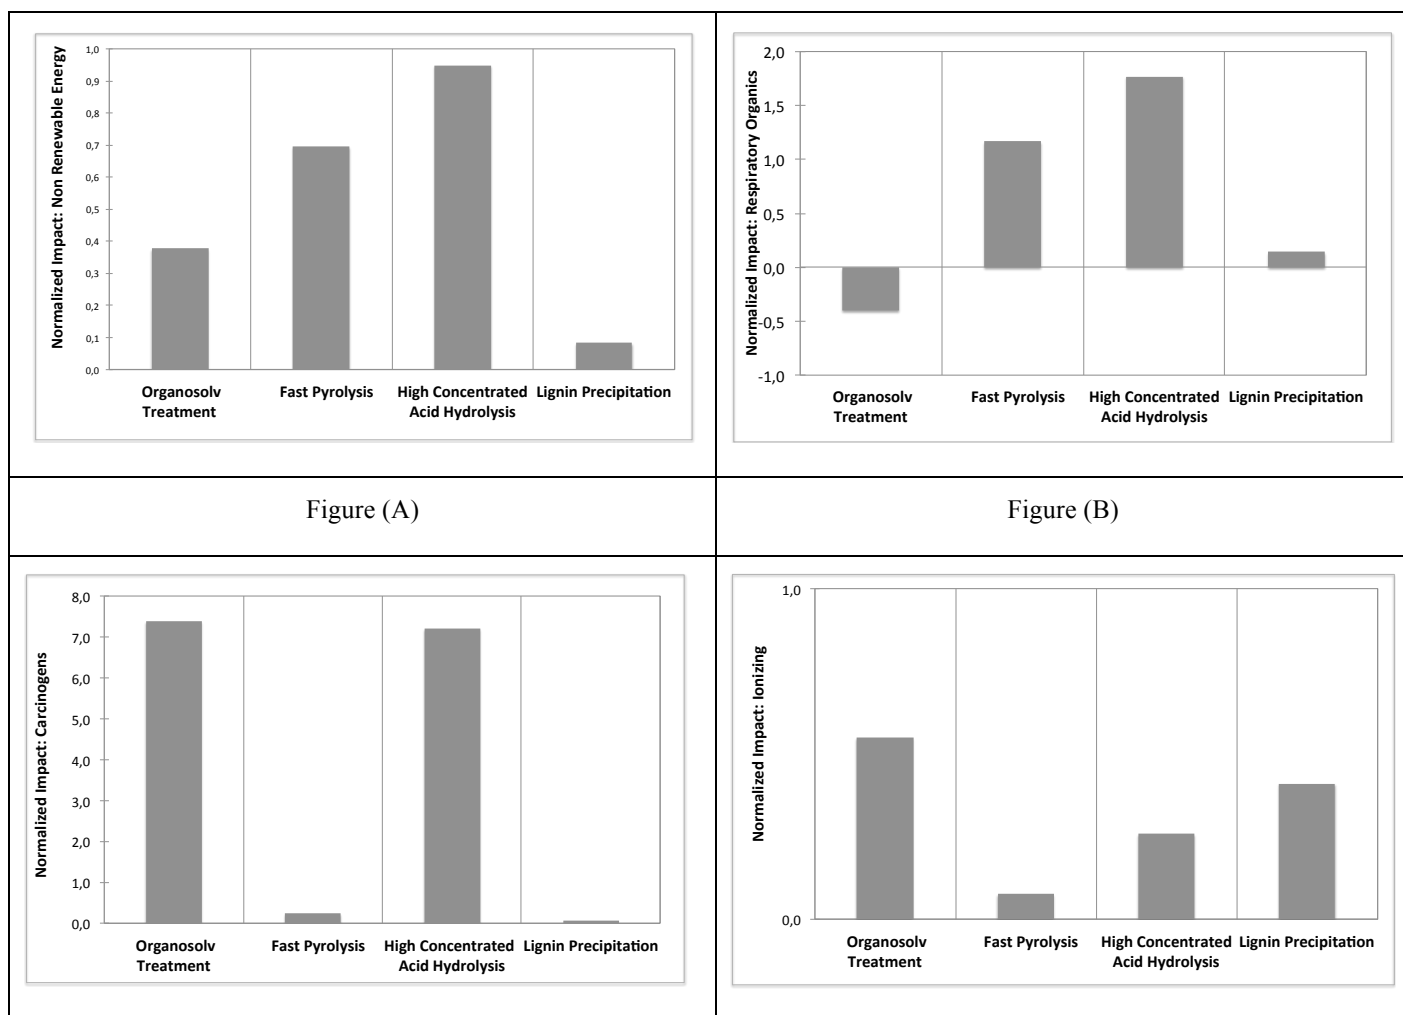 Normalized Impact: Non Renewable Energy
1,0
0,9
0,8
0,7
0,6
0,5
0,4
0,3
0,2
0,1
0,0
Organosolv
Treatment
Fast Pyrolysis
High Concentrated
Acid Hydrolysis
Lignin Precipitation
Normalized Impact: Respiratory Organics
2,0
1,5
1,0
0,5
0,0
-0,5
-1,0
Organosolv
Treatment
Fast Pyrolysis
High Concentrated
Acid Hydrolysis
Lignin Precipitation
Figure (A)
Figure (B)
Normalized Impact: Carcinogens
8,0
7,0
6,0
5,0
4,0
3,0
2,0
1,0
0,0
Organosolv
Treatment
Fast Pyrolysis
High Concentrated
Acid Hydrolysis
Lignin Precipitation
Normalized Impact: Ionizing
1,0
0,0
Organosolv
Treatment
Fast Pyrolysis
High Concentrated
Acid Hydrolysis
Lignin Precipitation